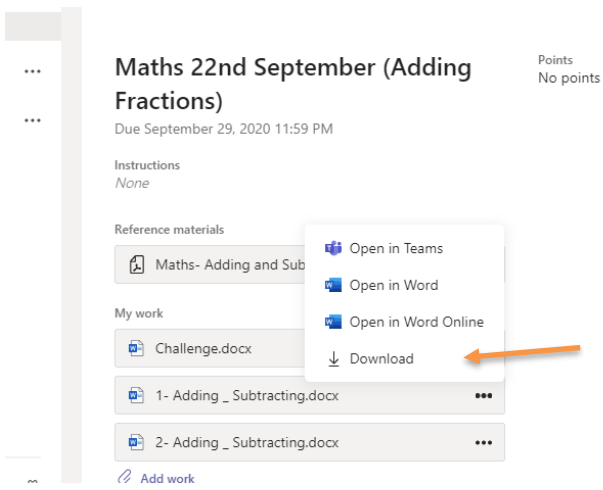 Maths 22nd September (Adding
Fractions)
Due September 29, 2020 11:59 PM
Points
No points
Instructions
None
Reference materials
Maths- Adding and Sub
Open in Teams
Open in Word
Open in Word Online
Download
My work
Challenge.docx
1- Adding _ Subtracting.docx
2- Adding _ Subtracting.docx
Add work